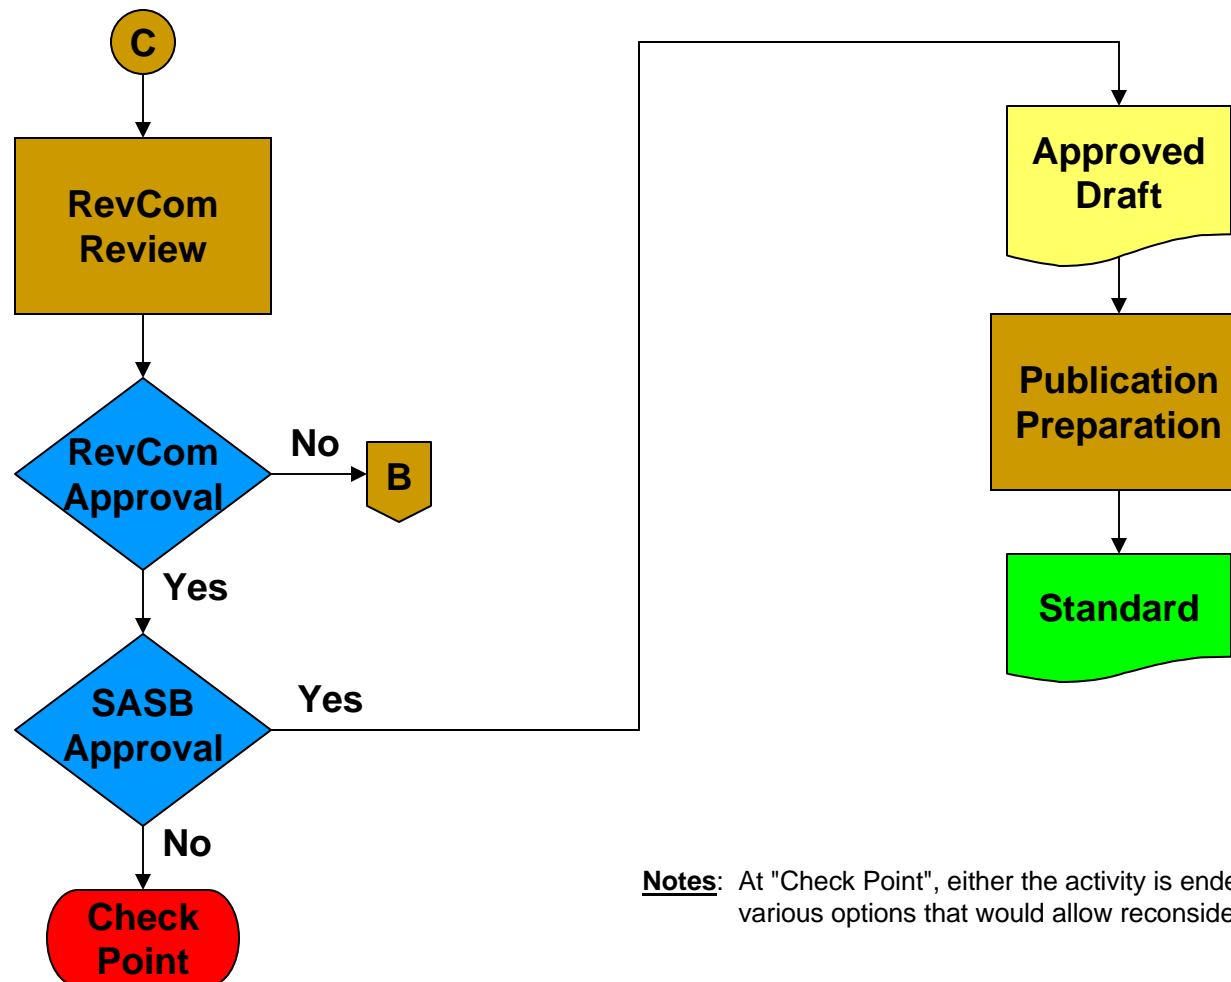 C
RevCom
Review
RevCom
Approval
No
B
Yes
SASB
Approval
Yes
No
Check
Point
Approved
Draft
Publication
Preparation
Standard
Notes: At "Check Point", either the activity is ende
various options that would allow reconside